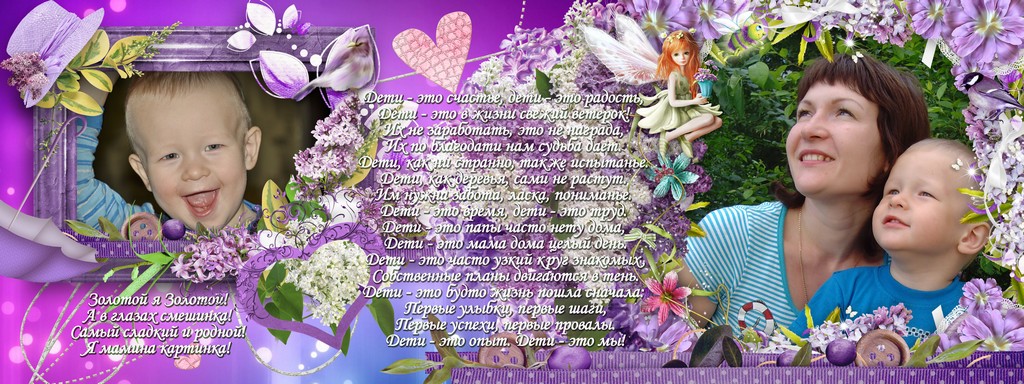 Дети - это счастье, дети - это радость,
Дети - это в жизни свежий ветерок!
Их не заработать, это не награда,
Их по благодати нам судьба дает.
Дети, как ни странно, также испытанье.
Дети, как деревья, сами не растут.
Им нужна забота, ласка, пониманье.
Дети - это время, дети - это труд.
Дети - это папы часто нету дома,
Дети - это мама дома целый день.
Дети - это часто узкий круг знакомых,
Собственные планы двигаются в тень.
Дети - это будто жизнь пошла сначала:
Первые улыбки, первые шаги,
Первые успехи, первые провалы.
Дети - это опыт. Дети - это мы!
Золотой я Золотой!
А в глазах смешинка!
Самый сладкий и родной!
Я мамина картинка!